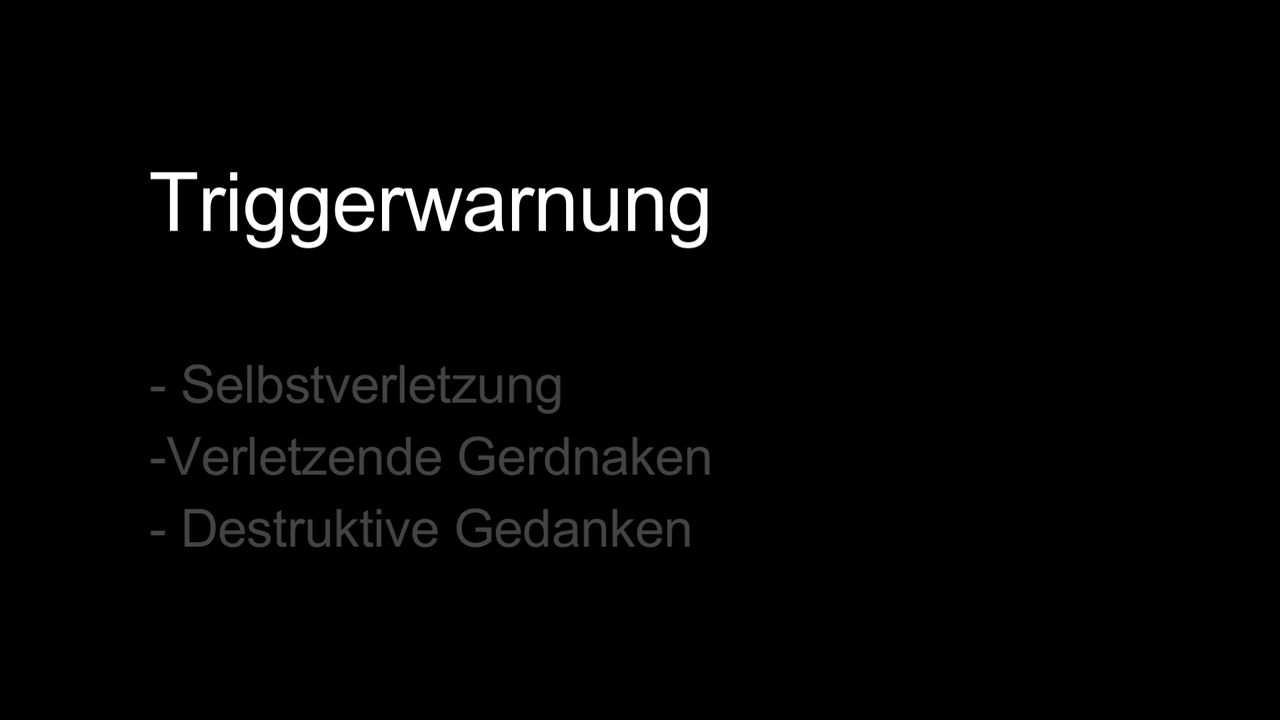 Triggerwarnung
- Selbstverletzung
-Verletzende Gerdnaken
- Destruktive Gedanken